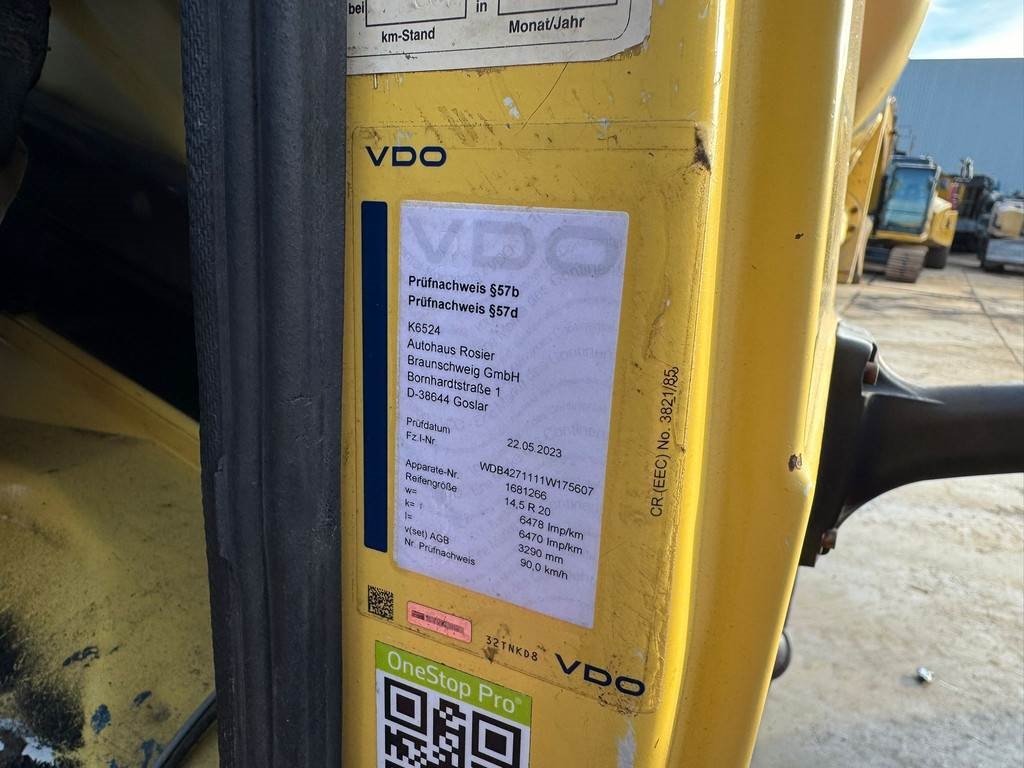 bei
in
km-Stand
Monat/Jahr
VDO
VDO
Prüfnachweis §57b
Prüfnachweis §57d
K6524
Autohaus Rosier
Braunschweig GmbH
Bornhardtstraße 1
D-38644 Goslar
Prüfdatum 22.05.2023
Fz.I-Nr. WDB4271111W175607
Apparate-Nr. 1681266
Reifengröße 14,5 R 20
w= 6478 Imp/km
k= 6470 Imp/km
l= 3290 mm
v(set) AGB 90,0 km/h
Nr. Prüfnachweis
CR.(EEC) No. 3821/85
32TNKD8
VDO
OneStop Pro®